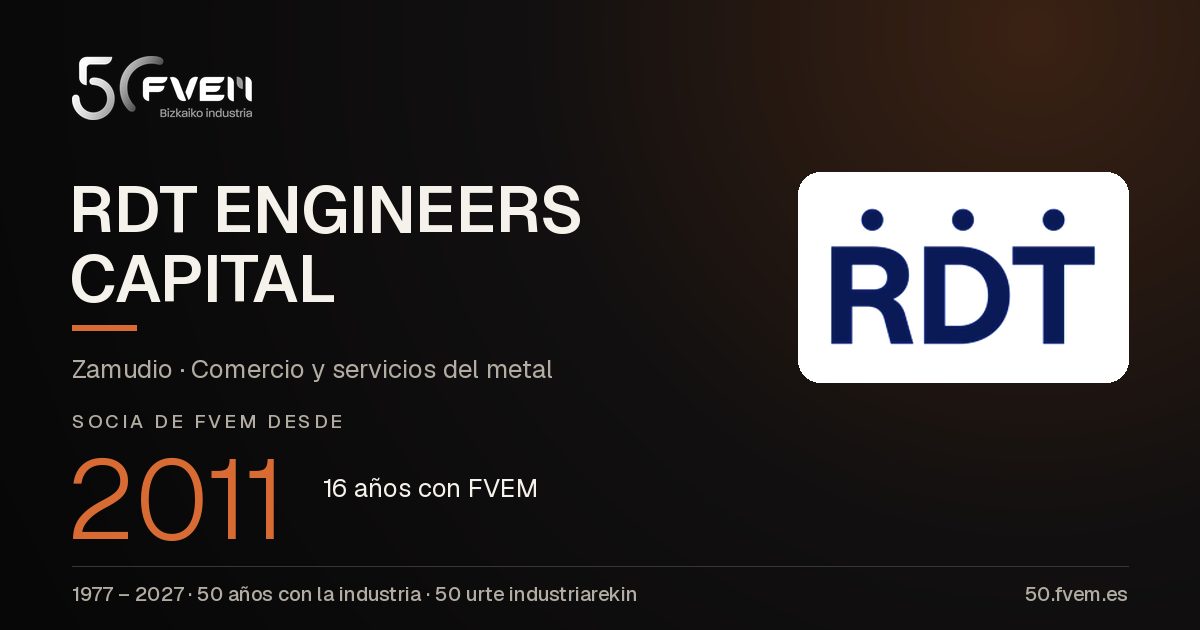 50 FVEM
Bizkaiko industria
RDT ENGINEERS
CAPITAL
RDT
Zamudio · Comercio y servicios del metal
SOCIA DE FVEM DESDE
2011
16 años con FVEM
1977 – 2027 · 50 años con la industria · 50 urte industriarekin
50.fvem.es